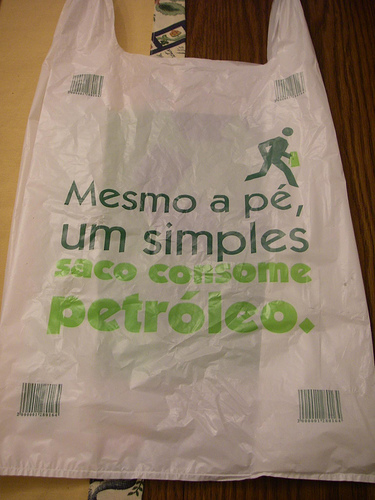 Mesmo a pé,
um simples
saco consome
petróleo.